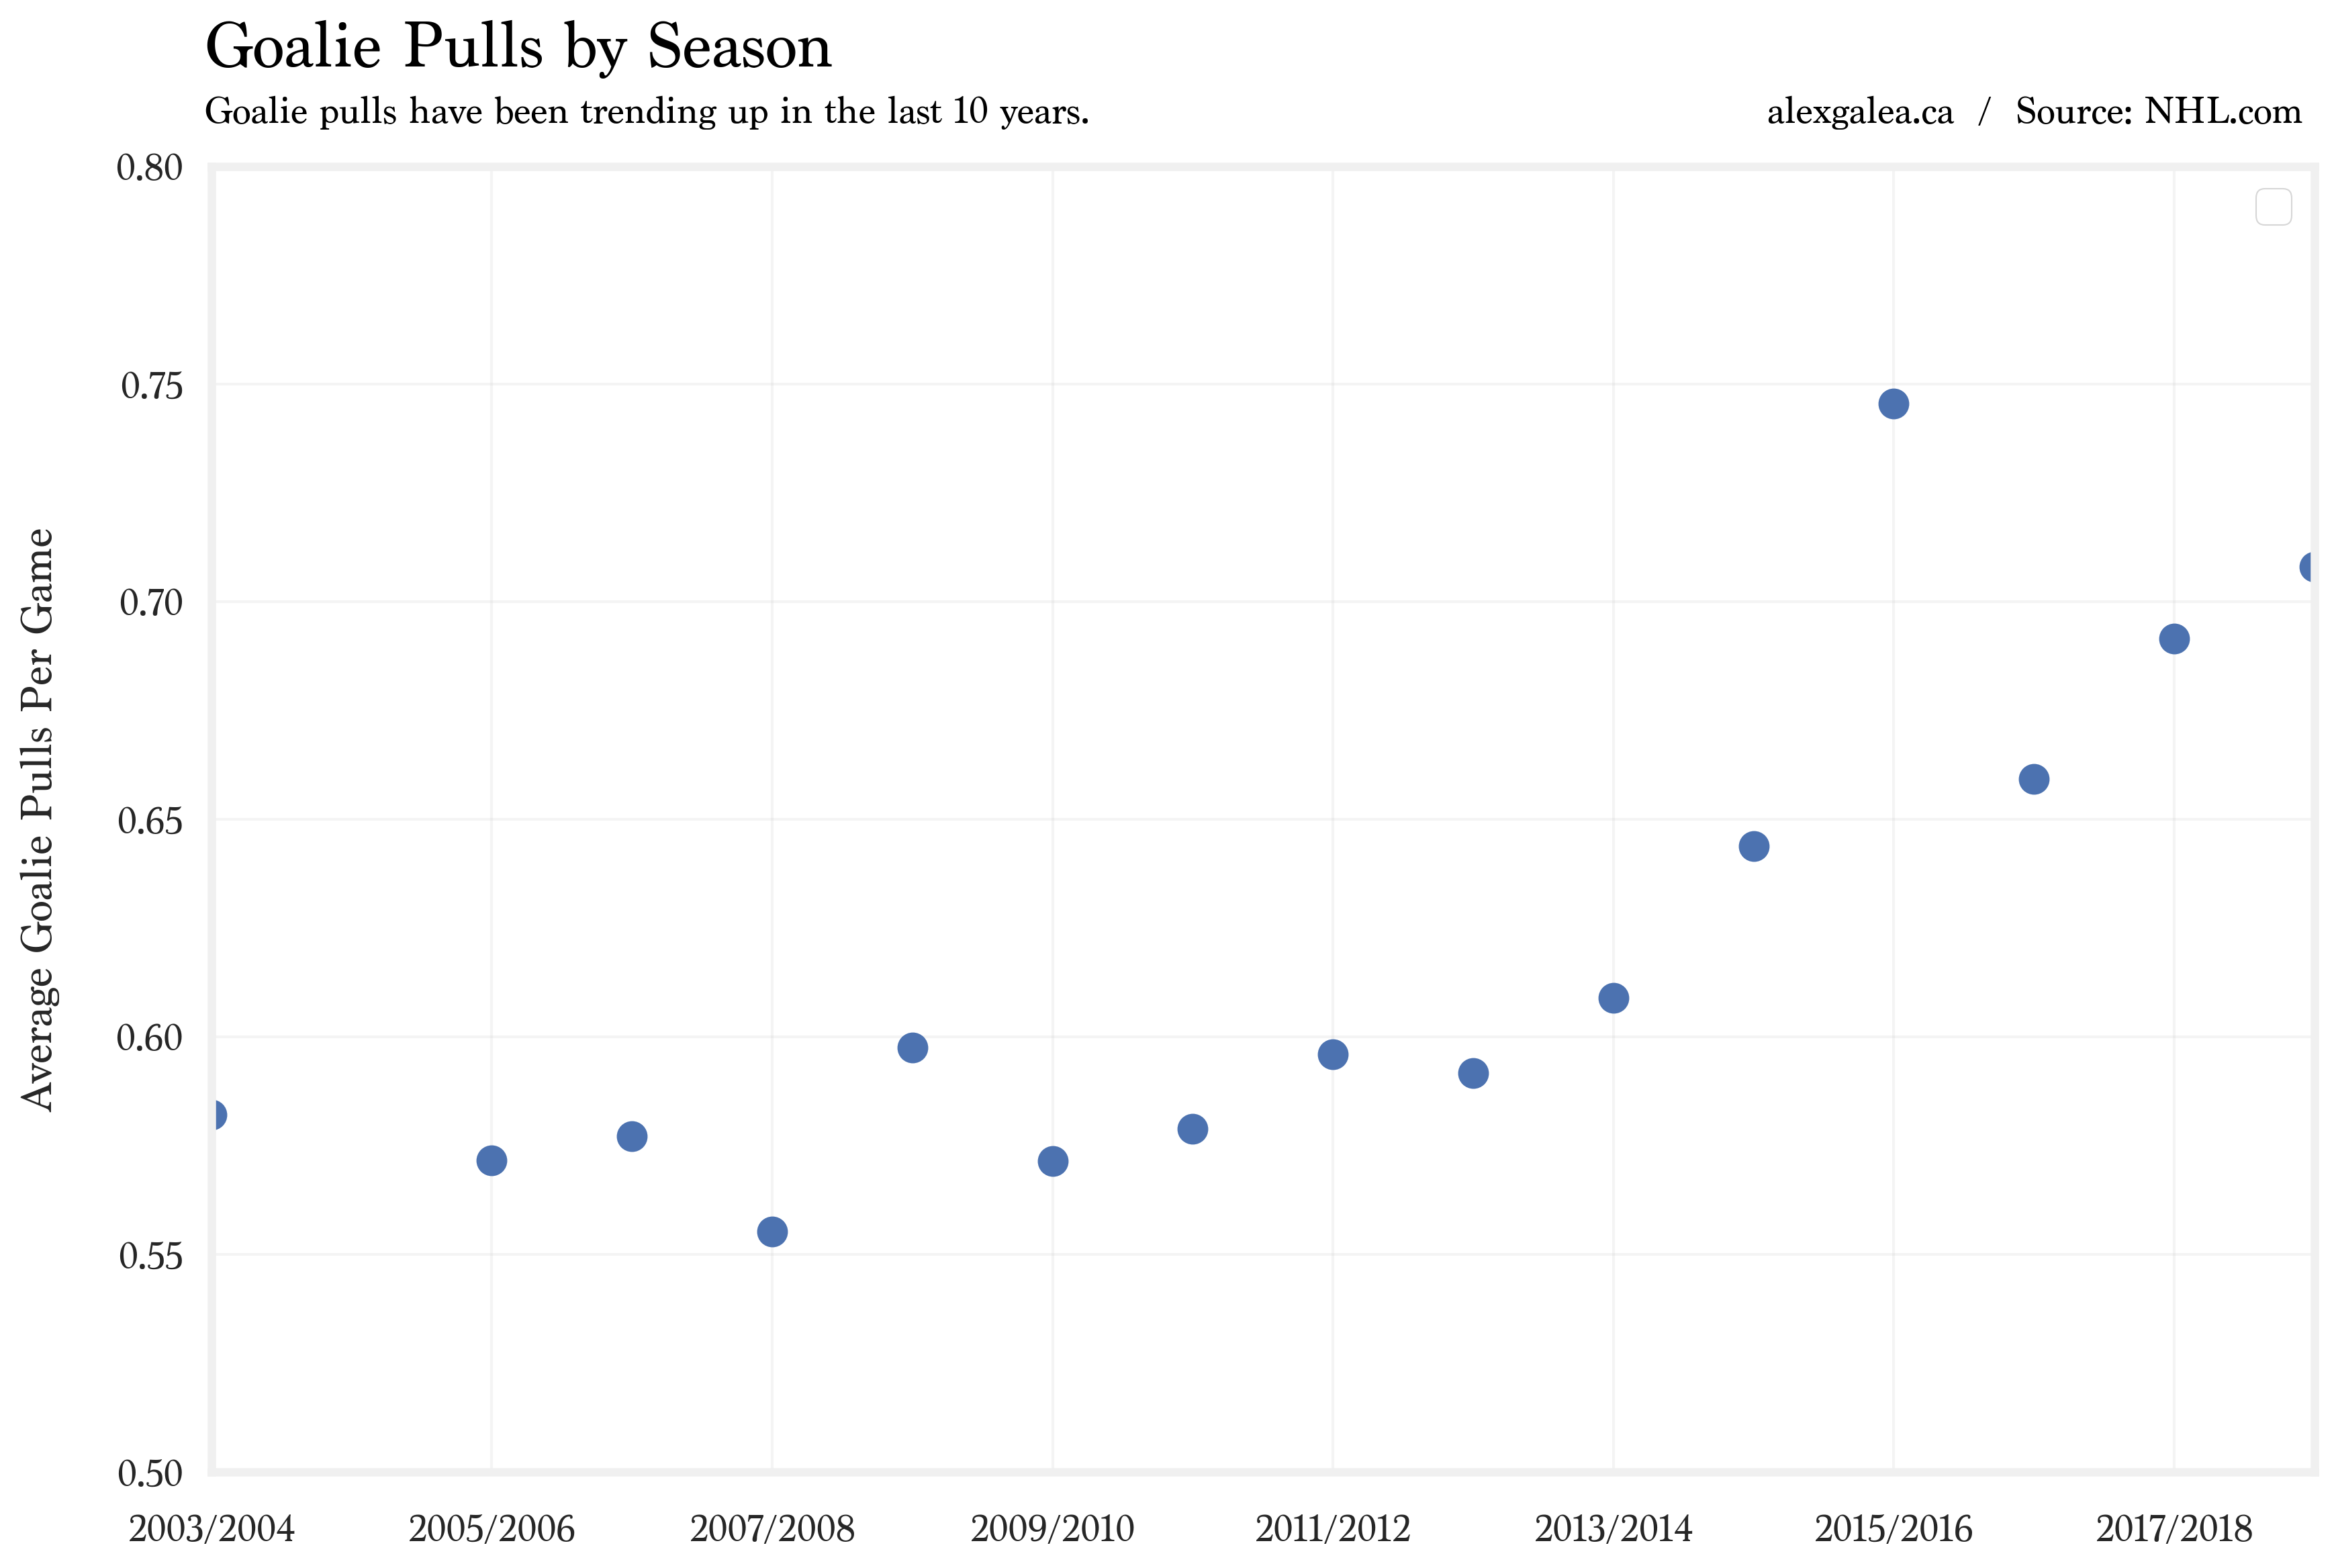 Goalie Pulls by Season
Goalie pulls have been trending up in the last 10 years.
alexgalea.ca / Source: NHL.com
Average Goalie Pulls Per Game
0.80
0.75
0.70
0.65
0.60
0.55
0.50
2003/2004 2005/2006 2007/2008 2009/2010 2011/2012 2013/2014 2015/2016 2017/2018